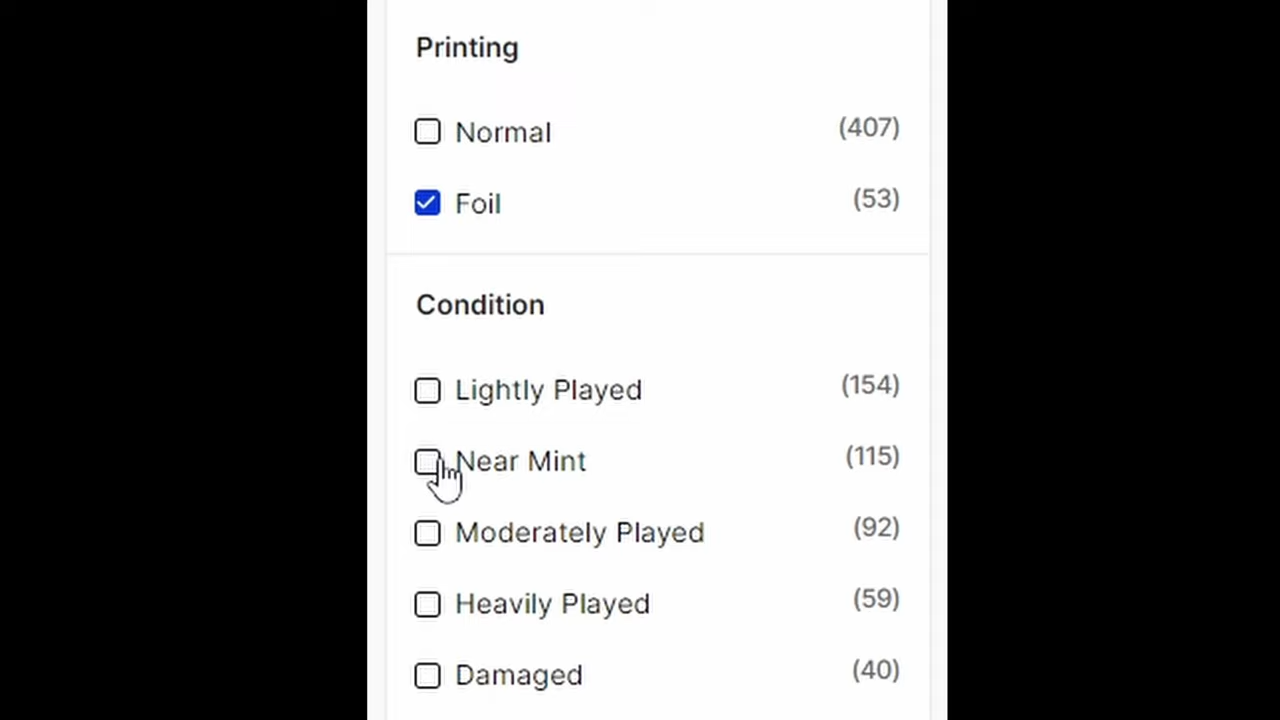 Printing
Normal (407)
Foil (53)
Condition
Lightly Played (154)
Near Mint (115)
Moderately Played (92)
Heavily Played (59)
Damaged (40)